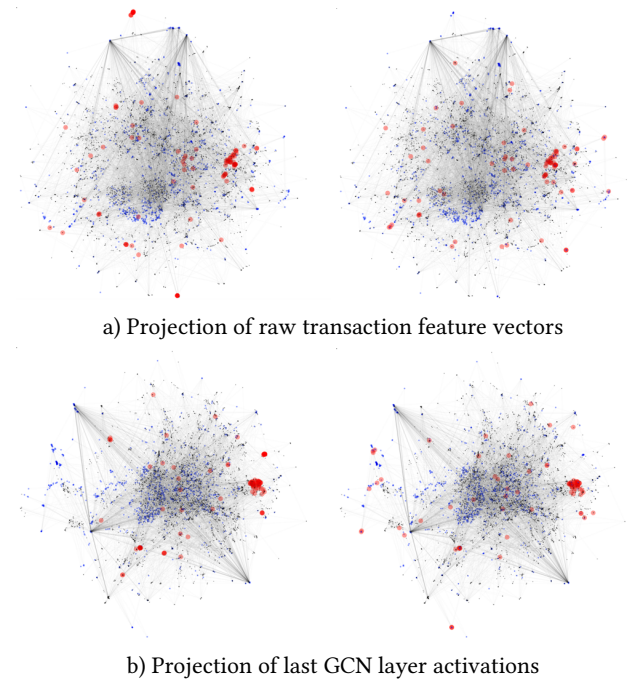 a) Projection of raw transaction feature vectors
b) Projection of last GCN layer activations